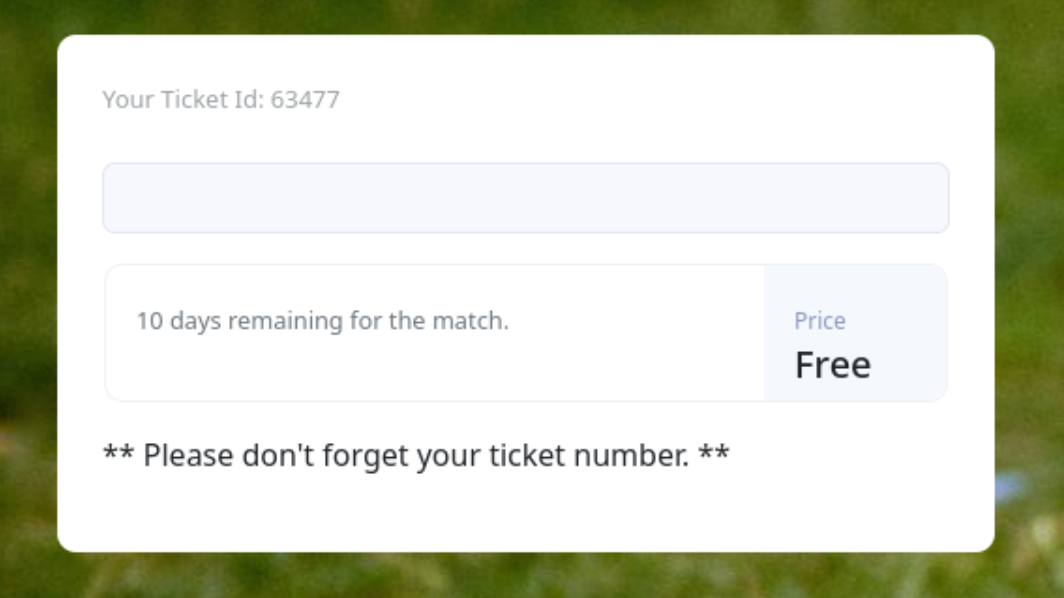 Your Ticket Id: 63477
10 days remaining for the match.
Price
Free
** Please don't forget your ticket number. **